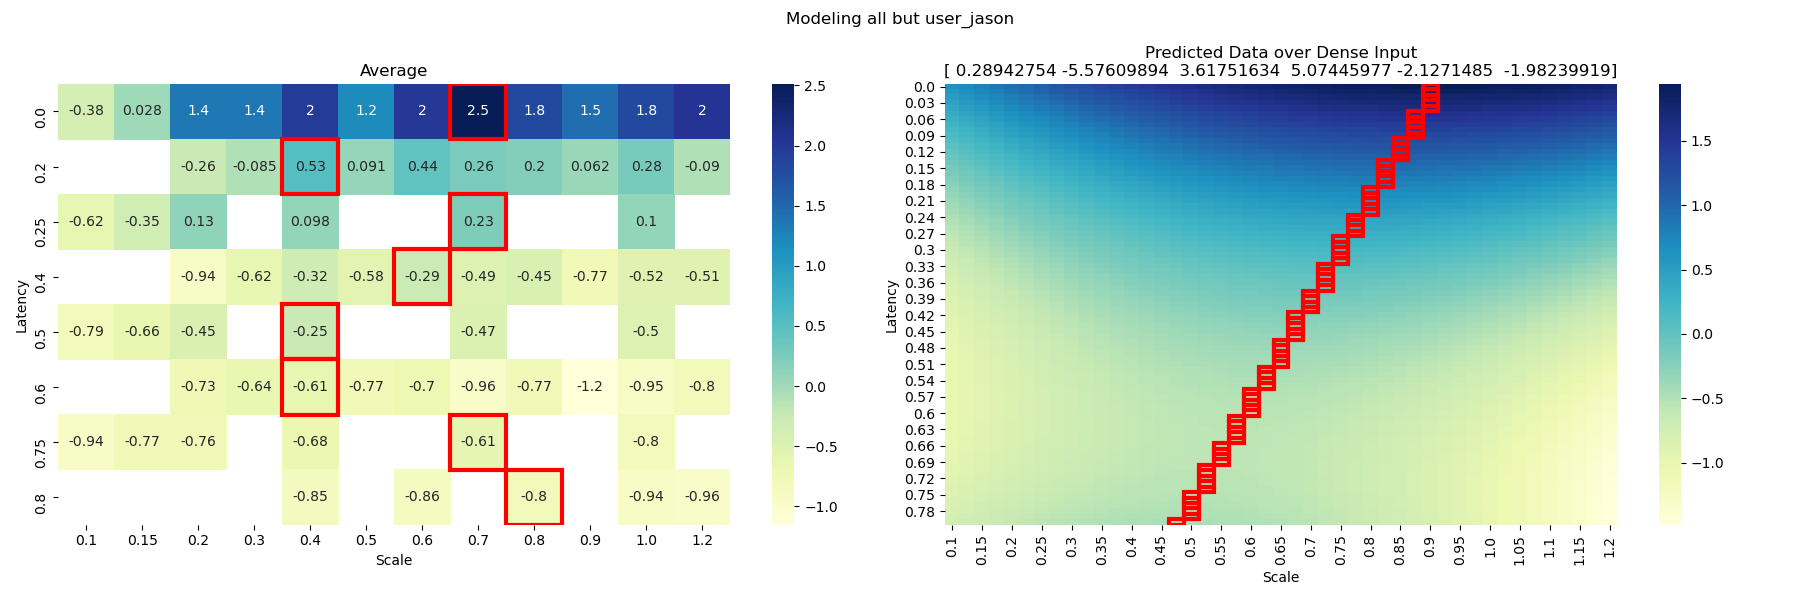 Modeling all but user_jason
Average
0.0 -0.38 0.028 1.4 1.4 2 1.2 2 2.5 1.8 1.5 1.8 2
0.2 -0.26 -0.085 0.53 0.091 0.44 0.26 0.2 0.062 0.28 -0.09
0.25 -0.62 -0.35 0.13 0.098 0.23 0.1
0.4 -0.94 -0.62 -0.32 -0.58 -0.29 -0.49 -0.45 -0.77 -0.52 -0.51
0.5 -0.79 -0.66 -0.45 -0.25 -0.47 -0.5
0.6 -0.73 -0.64 -0.61 -0.77 -0.7 -0.96 -0.77 -1.2 -0.95 -0.8
0.75 -0.94 -0.77 -0.76 -0.68 -0.61 -0.8
0.8 -0.85 -0.86 -0.8 -0.94 -0.96
0.1 0.15 0.2 0.3 0.4 0.5 0.6 0.7 0.8 0.9 1.0 1.2
Scale
Latency
2.5
2.0
1.5
1.0
0.5
0.0
−0.5
−1.0
Predicted Data over Dense Input
[ 0.28942754 -5.57609894  3.61751634  5.07445977 -2.1271485  -1.98239919]
0.0
0.03
0.06
0.09
0.12
0.15
0.18
0.21
0.24
0.27
0.3
0.33
0.36
0.39
0.42
0.45
0.48
0.51
0.54
0.57
0.6
0.63
0.66
0.69
0.72
0.75
0.78
Latency
0.1 0.15 0.2 0.25 0.3 0.35 0.4 0.45 0.5 0.55 0.6 0.65 0.7 0.75 0.8 0.85 0.9 0.95 1.0 1.05 1.1 1.15 1.2
Scale
1.5
1.0
0.5
0.0
−0.5
−1.0